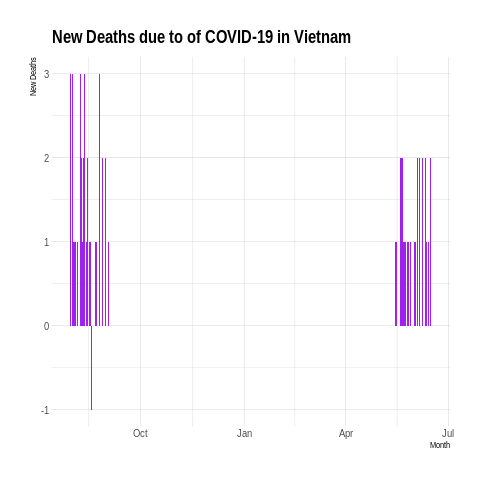 New Deaths due to of COVID-19 in Vietnam
New Deaths
3
2
1
0
-1
Oct
Jan
Apr
Jul
Month